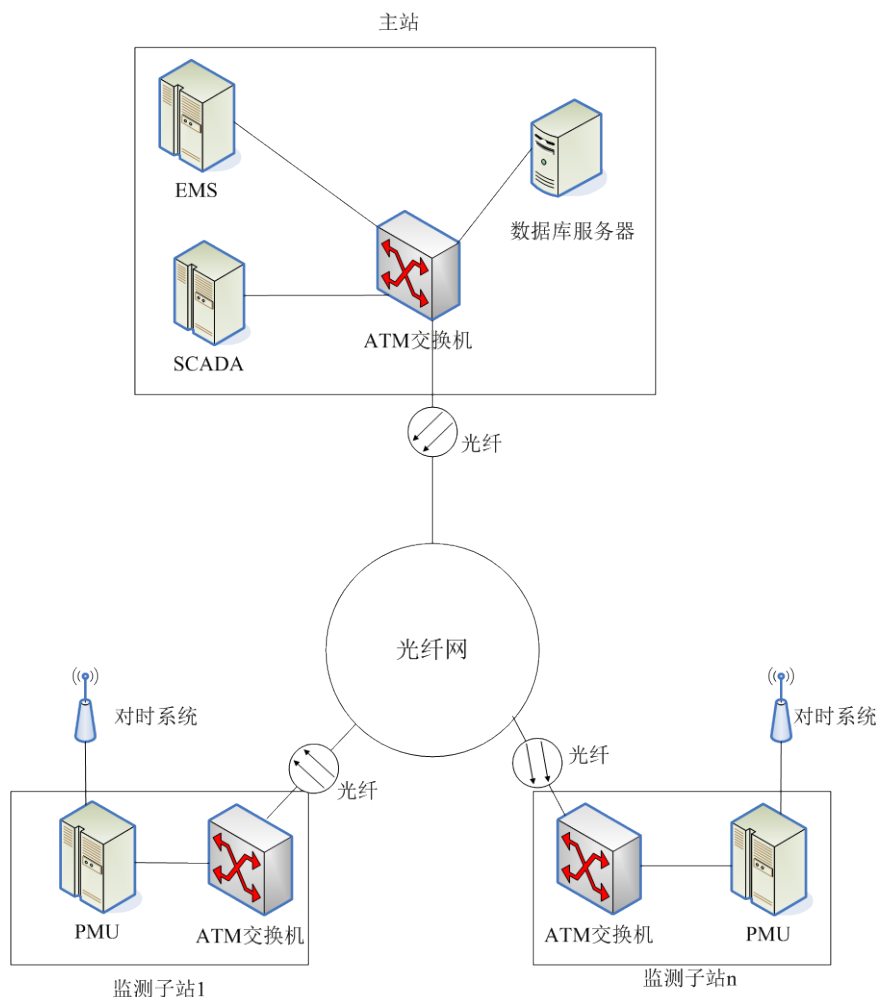 主站
EMS
数据库服务器
SCADA
ATM交换机
光纤
光纤网
对时系统
对时系统
光纤
光纤
PMU
ATM交换机
ATM交换机
PMU
监测子站1
监测子站n